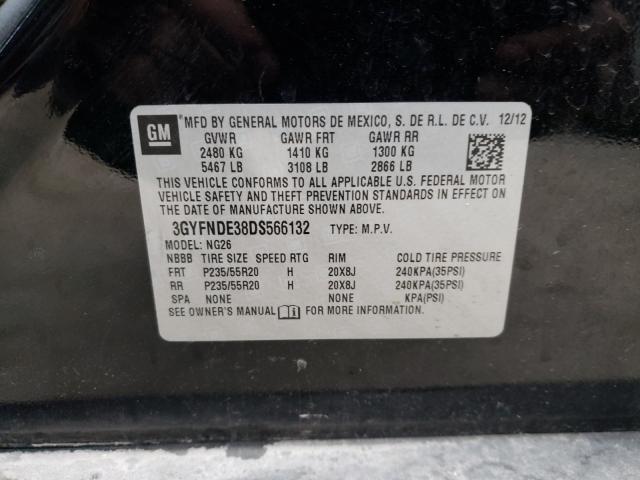 GM
MFD BY GENERAL MOTORS DE MEXICO, S. DE R.L. DE C.V. 12/12
GVWR GAWR FRT GAWR RR
2480 KG 1410 KG 1300 KG
5467 LB 3108 LB 2866 LB
THIS VEHICLE CONFORMS TO ALL APPLICABLE U.S. FEDERAL MOTOR
VEHICLE SAFETY AND THEFT PREVENTION STANDARDS IN EFFECT ON
THE DATE OF MANUFACTURE SHOWN ABOVE.
3GYFNDE38DS566132 TYPE: M.P.V.
MODEL: NG26
NBBB TIRE SIZE SPEED RTG RIM COLD TIRE PRESSURE
FRT P235/55R20 H 20X8J 240KPA(35PSI)
RR P235/55R20 H 20X8J 240KPA(35PSI)
SPA NONE NONE KPA(PSI)
SEE OWNER'S MANUAL FOR MORE INFORMATION.